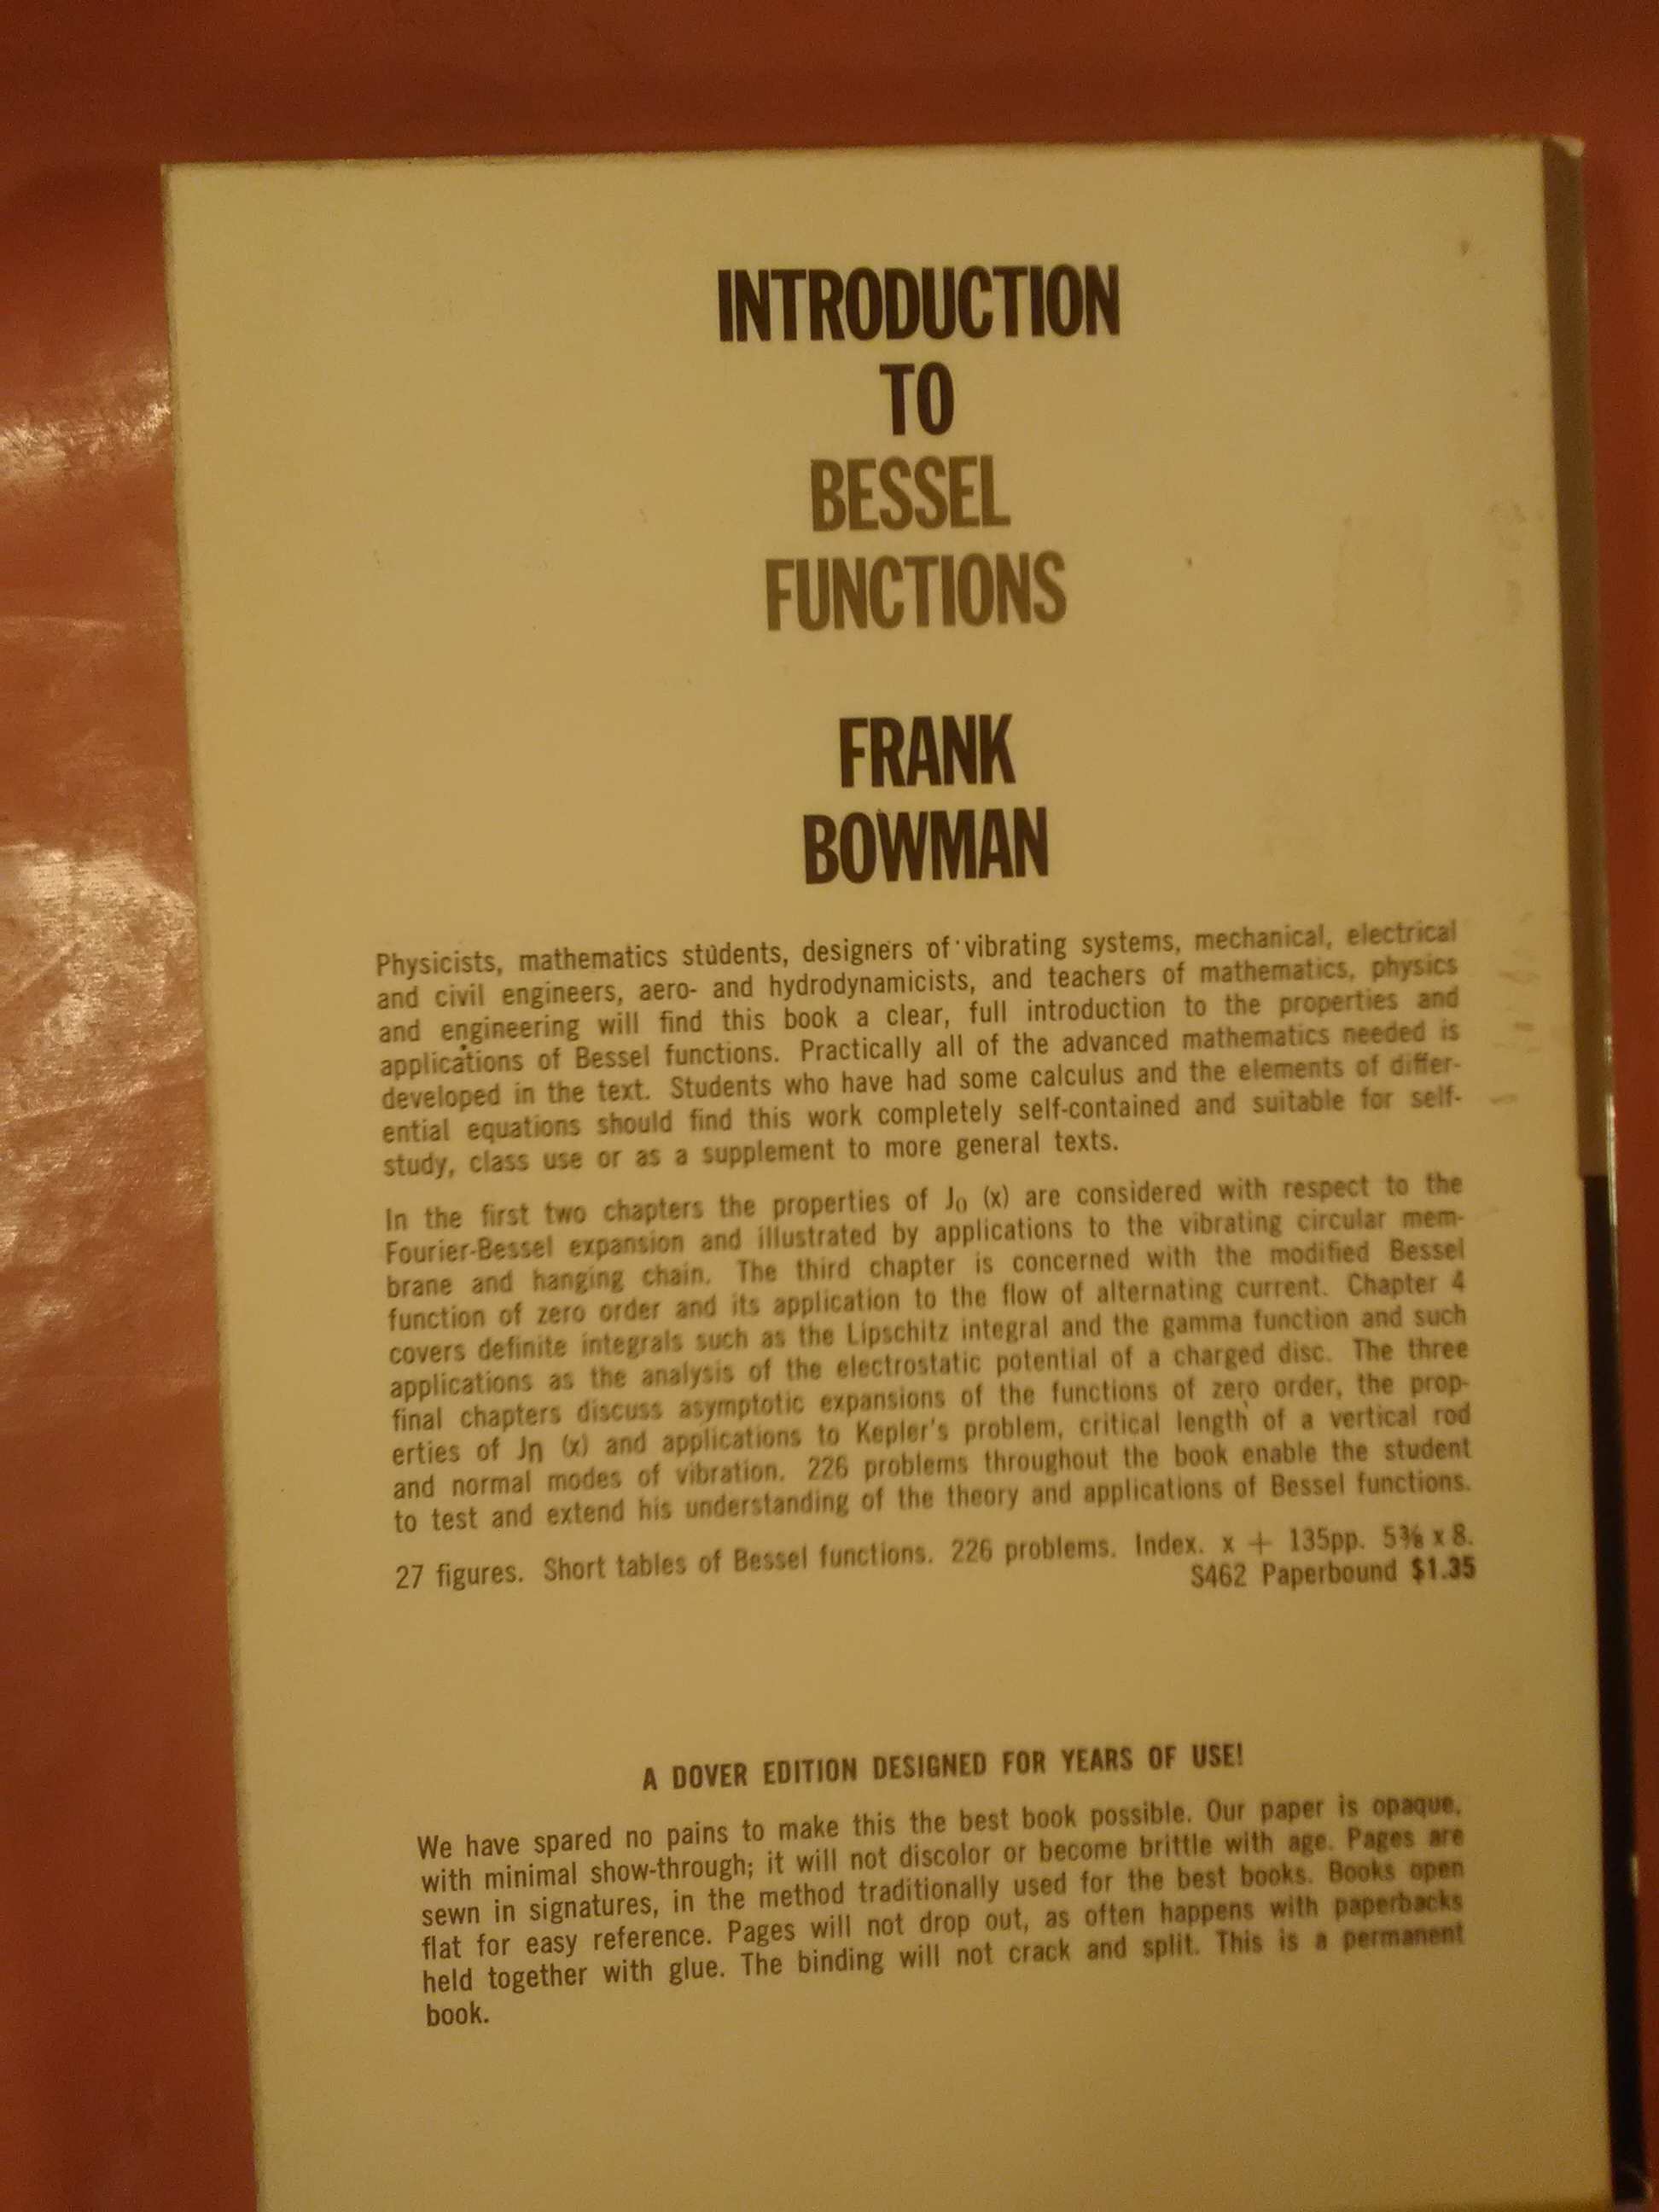 INTRODUCTION
TO
BESSEL
FUNCTIONS
FRANK
BOWMAN
Physicists, mathematics students, designers of vibrating systems, mechanical, electrical
and civil engineers, aero- and hydrodynamicists, and teachers of mathematics, physics
and engineering will find this book a clear, full introduction to the properties and
applications of Bessel functions. Practically all of the advanced mathematics needed is
developed in the text. Students who have had some calculus and the elements of differ-
ential equations should find this work completely self-contained and suitable for self-
study, class use or as a supplement to more general texts.
In the first two chapters the properties of J₀ (x) are considered with respect to the
Fourier-Bessel expansion and illustrated by applications to the vibrating circular mem-
brane and hanging chain. The third chapter is concerned with the modified Bessel
function of zero order and its application to the flow of alternating current. Chapter 4
covers definite integrals such as the Lipschitz integral and the gamma function and such
applications as the analysis of the electrostatic potential of a charged disc. The three
final chapters discuss asymptotic expansions of the functions of zero order, the prop-
erties of Jn (x) and applications to Kepler's problem, critical length of a vertical rod
and normal modes of vibration. 226 problems throughout the book enable the student
to test and extend his understanding of the theory and applications of Bessel functions.
27 figures. Short tables of Bessel functions. 226 problems. Index. x + 135pp. 5⅜ x 8.
S462 Paperbound $1.35
A DOVER EDITION DESIGNED FOR YEARS OF USE!
We have spared no pains to make this the best book possible. Our paper is opaque,
with minimal show-through; it will not discolor or become brittle with age. Pages are
sewn in signatures, in the method traditionally used for the best books. Books open
flat for easy reference. Pages will not drop out, as often happens with paperbacks
held together with glue. The binding will not crack and split. This is a permanent
book.